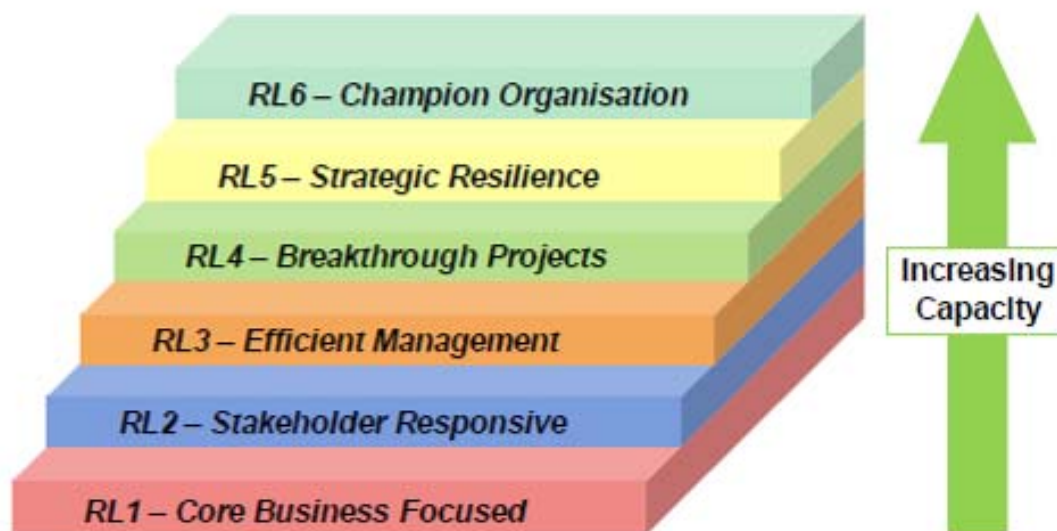 RL6 – Champion Organisation
RL5 – Strategic Resilience
RL4 – Breakthrough Projects
RL3 – Efficient Management
RL2 – Stakeholder Responsive
RL1 – Core Business Focused
Increasing
Capacity